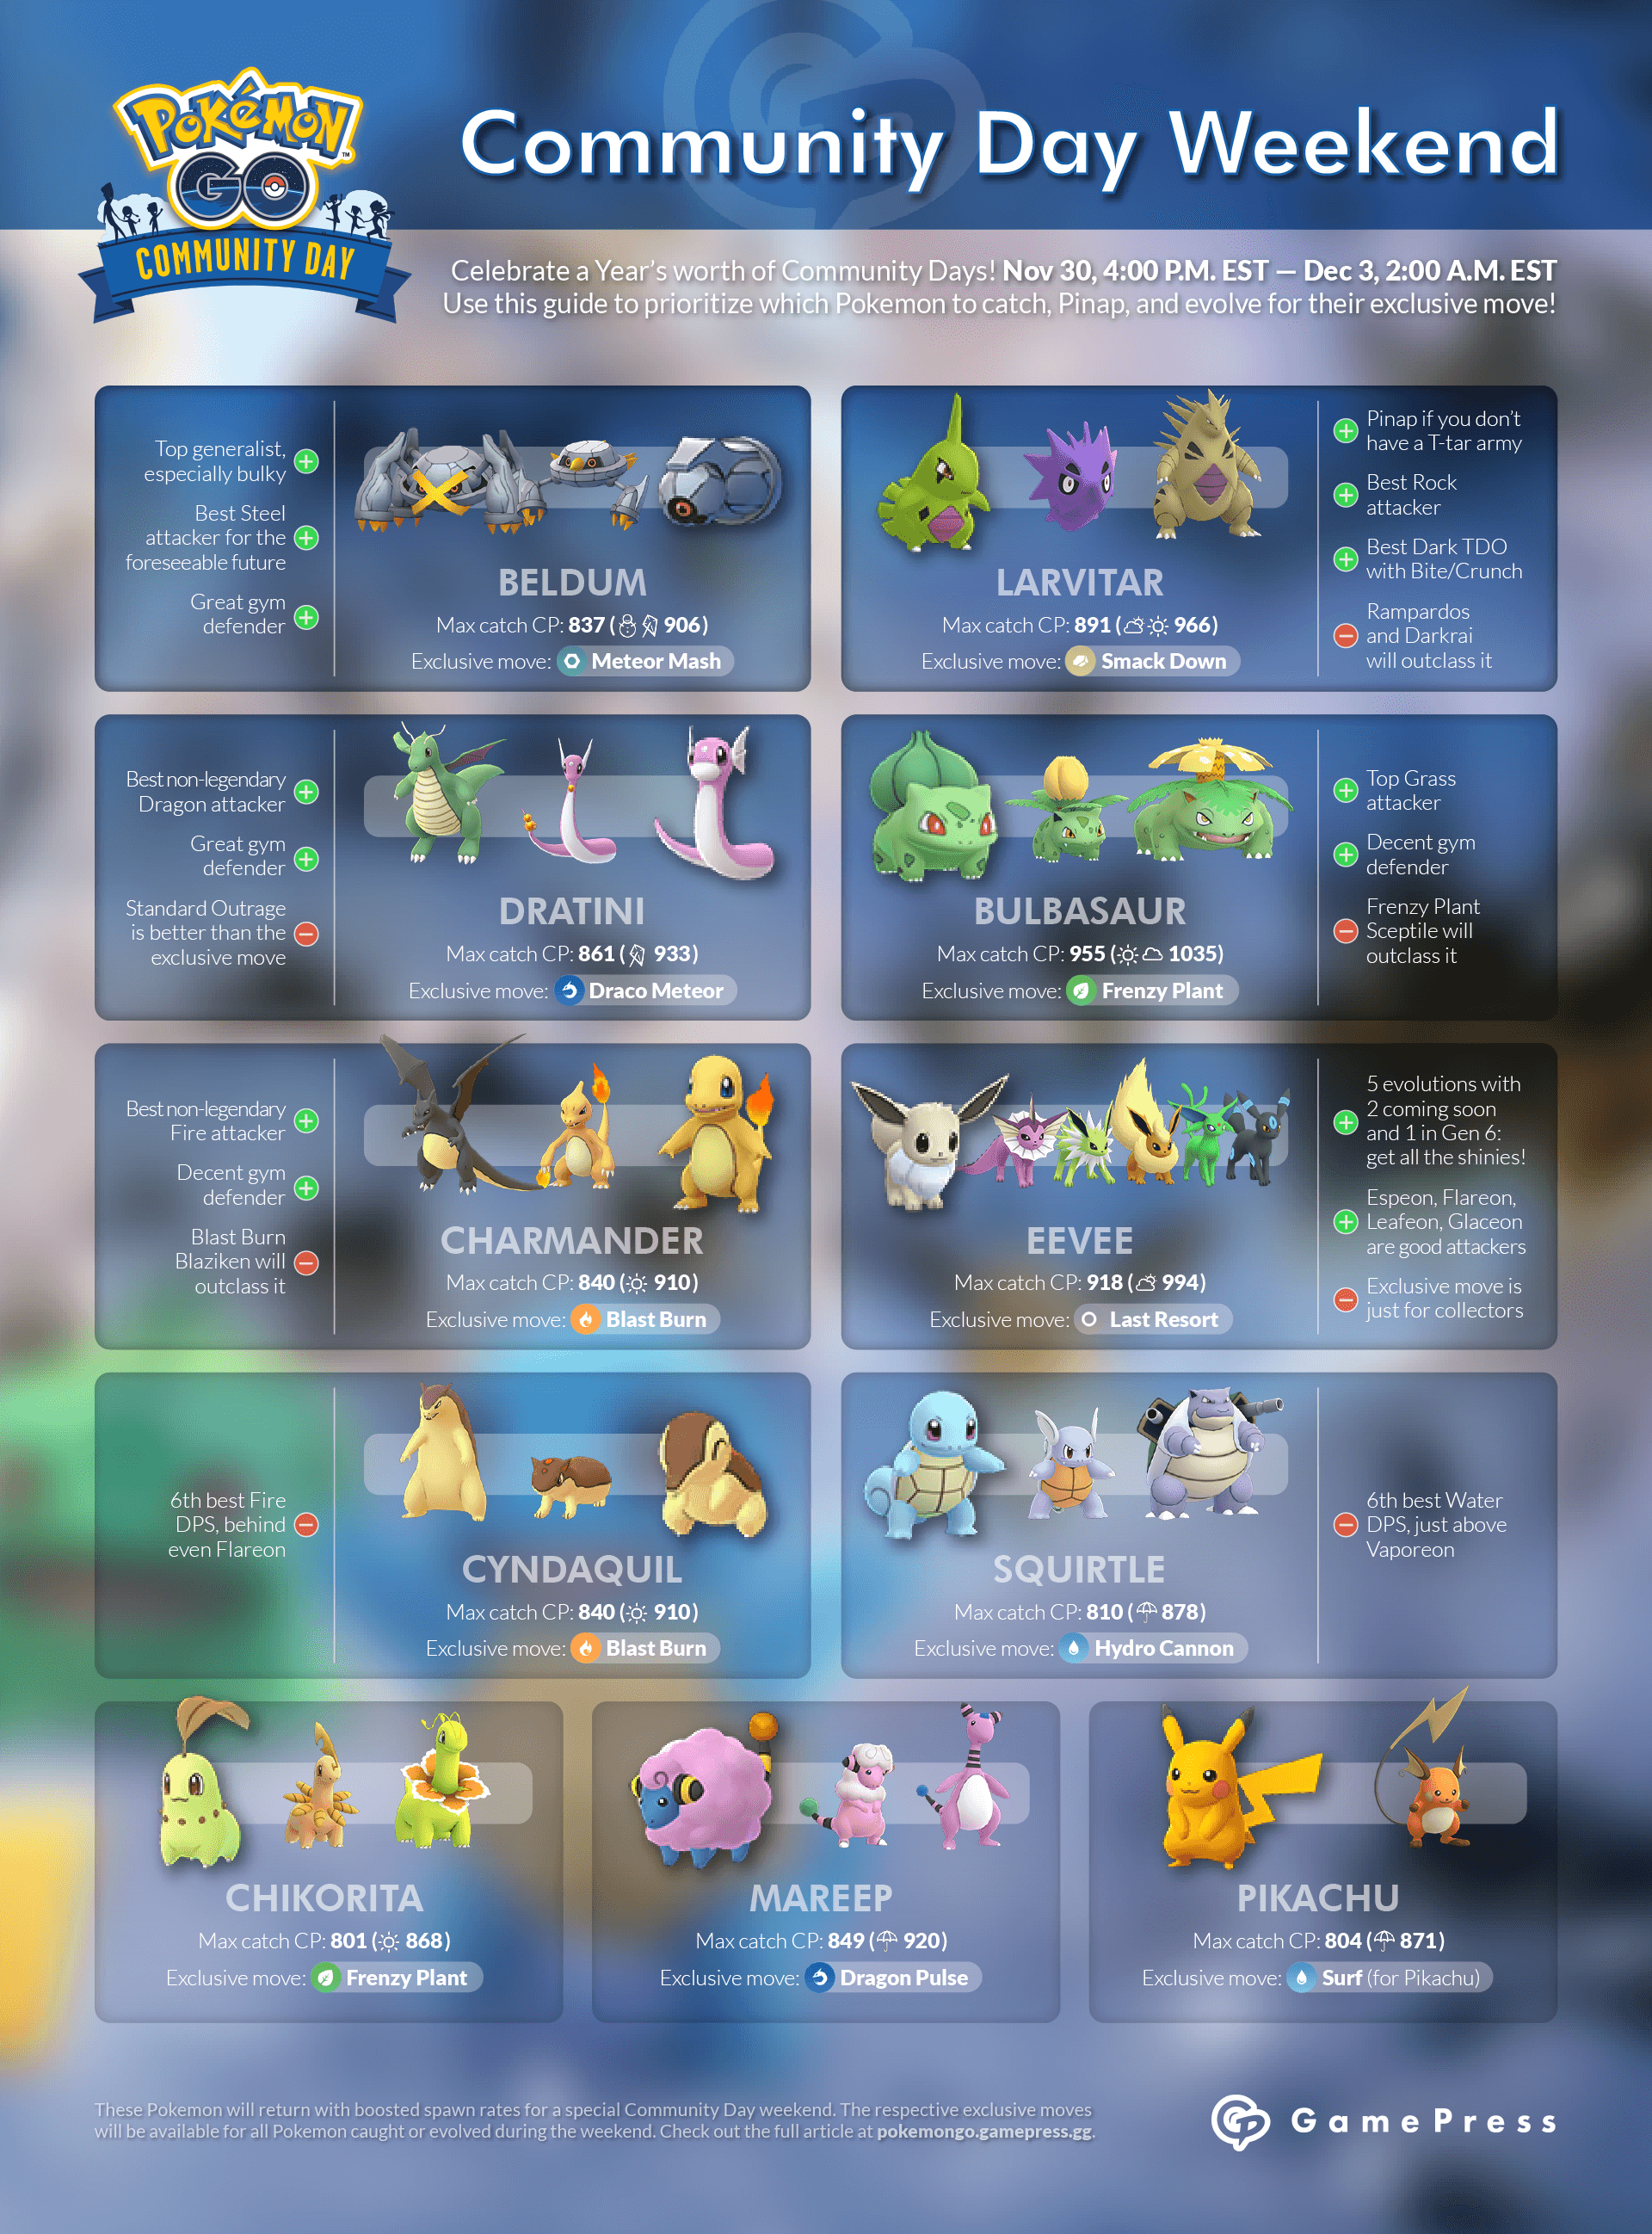 POKéMON
GO
COMMUNITY DAY
Community Day Weekend
Celebrate a Year's worth of Community Days! Nov 30, 4:00 P.M. EST — Dec 3, 2:00 A.M. EST
Use this guide to prioritize which Pokemon to catch, Pinap, and evolve for their exclusive move!
Top generalist,
especially bulky
Best Steel
attacker for the
foreseeable future
Great gym
defender
BELDUM
Max catch CP: 837 ( 906)
Exclusive move: Meteor Mash
LARVITAR
Max catch CP: 891 ( 966)
Exclusive move: Smack Down
Pinap if you don't
have a T-tar army
Best Rock
attacker
Best Dark TDO
with Bite/Crunch
Rampardos
and Darkrai
will outclass it
Best non-legendary
Dragon attacker
Great gym
defender
Standard Outrage
is better than the
exclusive move
DRATINI
Max catch CP: 861 ( 933)
Exclusive move: Draco Meteor
BULBASAUR
Max catch CP: 955 ( 1035)
Exclusive move: Frenzy Plant
Top Grass
attacker
Decent gym
defender
Frenzy Plant
Sceptile will
outclass it
Best non-legendary
Fire attacker
Decent gym
defender
Blast Burn
Blaziken will
outclass it
CHARMANDER
Max catch CP: 840 ( 910)
Exclusive move: Blast Burn
EEVEE
Max catch CP: 918 ( 994)
Exclusive move: Last Resort
5 evolutions with
2 coming soon
and 1 in Gen 6:
get all the shinies!
Espeon, Flareon,
Leafeon, Glaceon
are good attackers
Exclusive move is
just for collectors
6th best Fire
DPS, behind
even Flareon
CYNDAQUIL
Max catch CP: 840 ( 910)
Exclusive move: Blast Burn
SQUIRTLE
Max catch CP: 810 ( 878)
Exclusive move: Hydro Cannon
6th best Water
DPS, just above
Vaporeon
CHIKORITA
Max catch CP: 801 ( 868)
Exclusive move: Frenzy Plant
MAREEP
Max catch CP: 849 ( 920)
Exclusive move: Dragon Pulse
PIKACHU
Max catch CP: 804 ( 871)
Exclusive move: Surf (for Pikachu)
These Pokemon will return with boosted spawn rates for a special Community Day weekend. The respective exclusive moves
will be available for all Pokemon caught or evolved during the weekend. Check out the full article at pokemongo.gamepress.gg.
GamePress